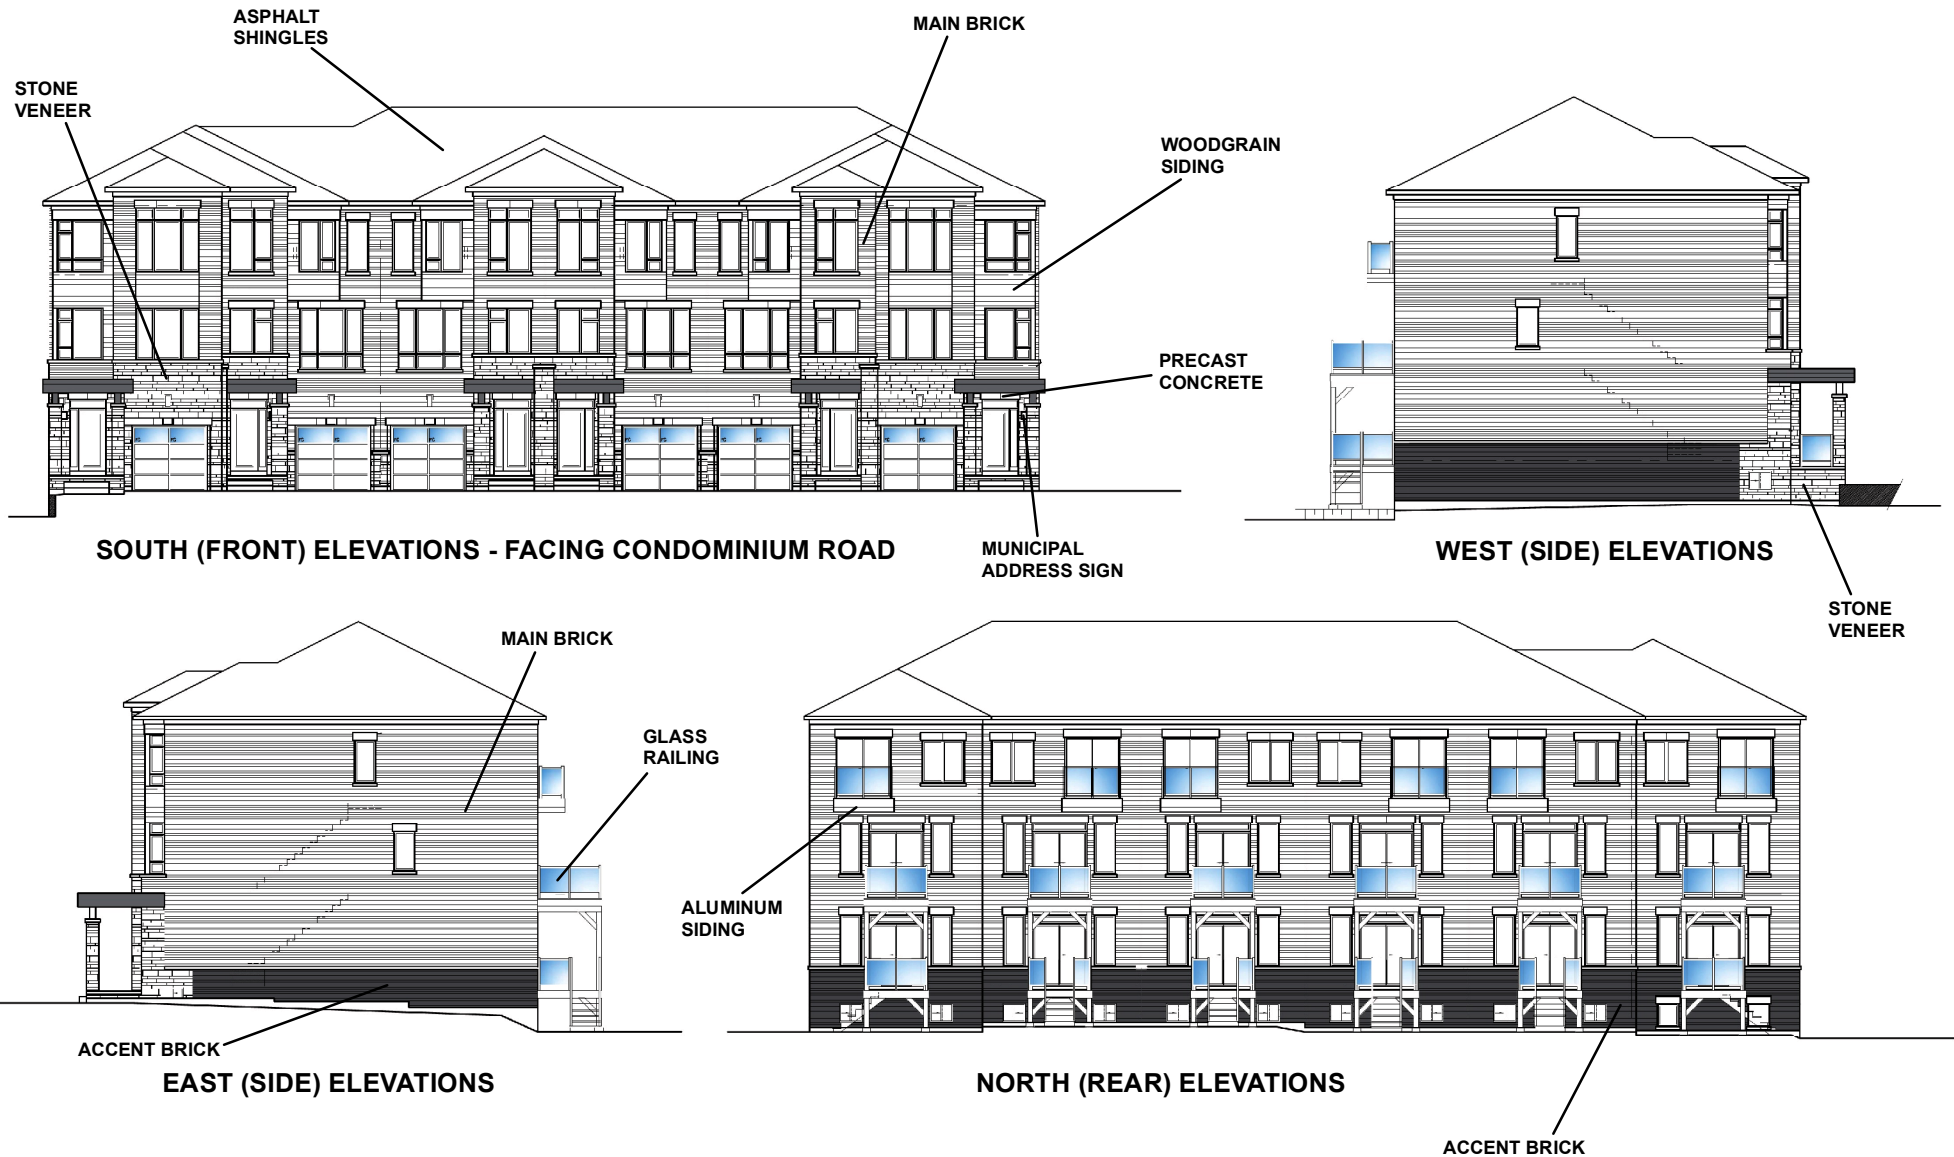 ASPHALT
SHINGLES
MAIN BRICK
STONE
VENEER
WOODGRAIN
SIDING
PRECAST
CONCRETE
MUNICIPAL
ADDRESS SIGN
SOUTH (FRONT) ELEVATIONS - FACING CONDOMINIUM ROAD
WEST (SIDE) ELEVATIONS
STONE
VENEER
MAIN BRICK
GLASS
RAILING
ALUMINUM
SIDING
ACCENT BRICK
EAST (SIDE) ELEVATIONS
NORTH (REAR) ELEVATIONS
ACCENT BRICK